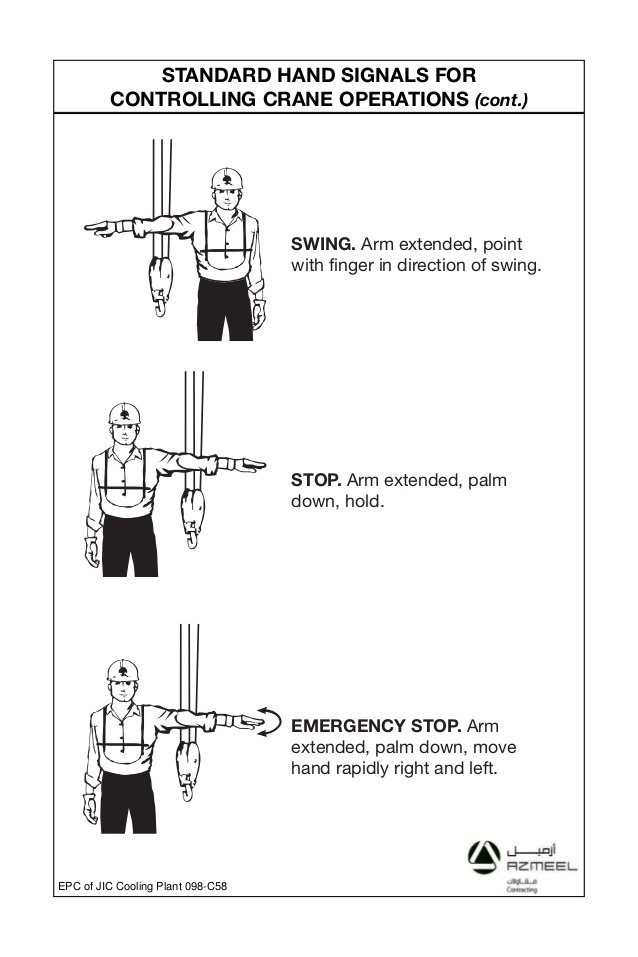 STANDARD HAND SIGNALS FOR
CONTROLLING CRANE OPERATIONS (cont.)
SWING. Arm extended, point
with finger in direction of swing.
STOP. Arm extended, palm
down, hold.
EMERGENCY STOP. Arm
extended, palm down, move
hand rapidly right and left.
أزميل
AZMEEL
مقاولات
Contracting
EPC of JIC Cooling Plant 098-C58